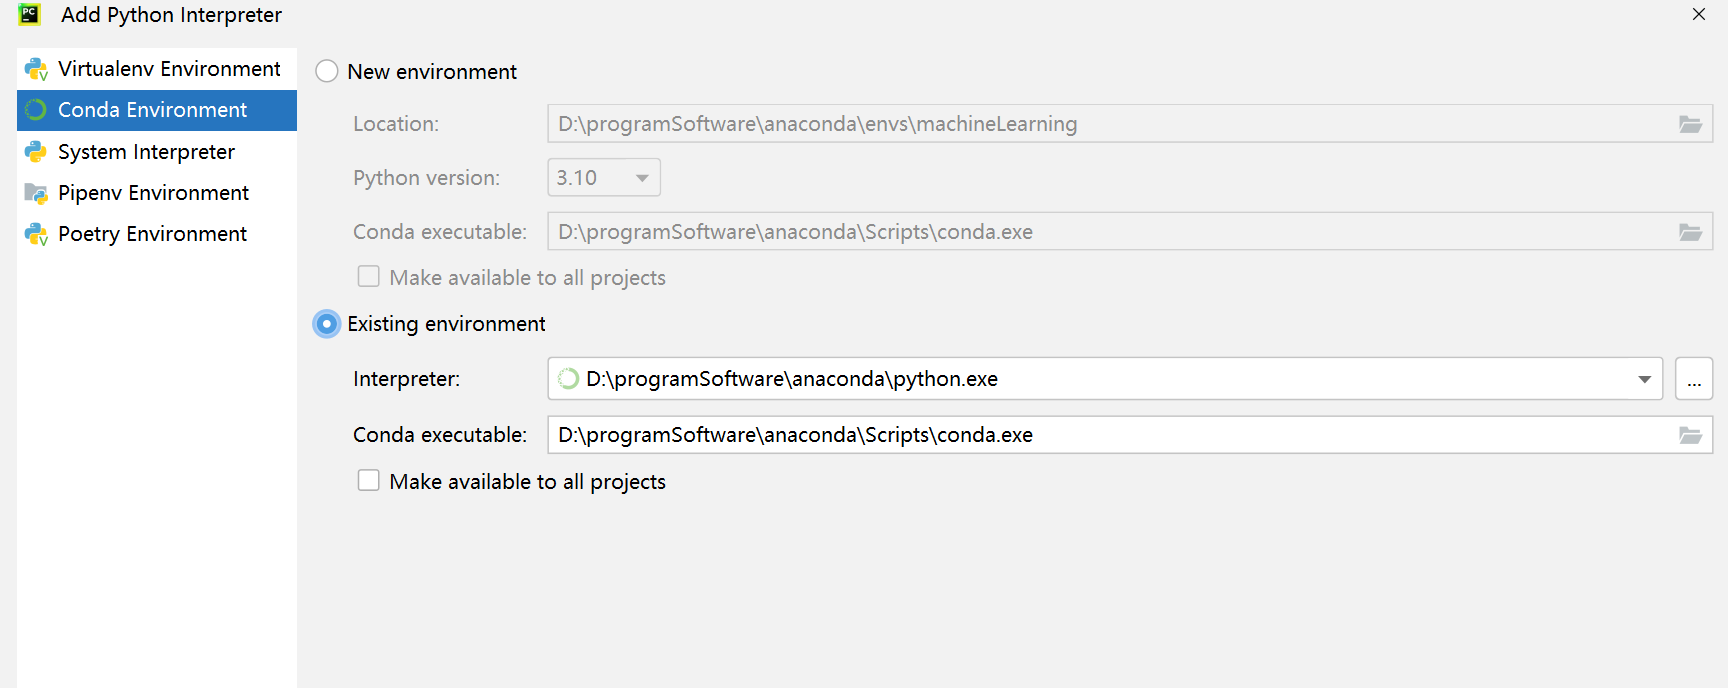 PC Add Python Interpreter
Virtualenv Environment
Conda Environment
System Interpreter
Pipenv Environment
Poetry Environment
New environment
Location: D:\programSoftware\anaconda\envs\machineLearning
Python version: 3.10
Conda executable: D:\programSoftware\anaconda\Scripts\conda.exe
Make available to all projects
Existing environment
Interpreter: D:\programSoftware\anaconda\python.exe ...
Conda executable: D:\programSoftware\anaconda\Scripts\conda.exe
Make available to all projects